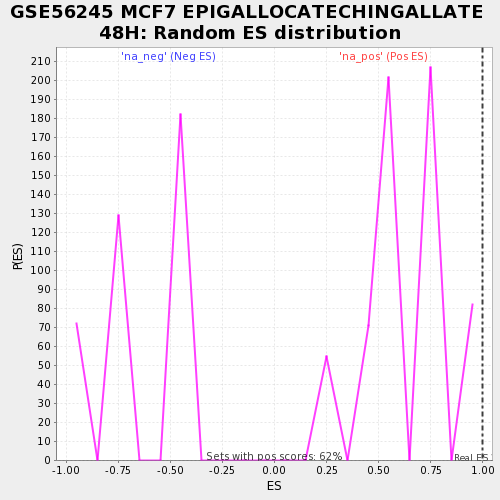 GSE56245 MCF7 EPIGALLOCATECHINGALLATE
48H: Random ES distribution
'na_neg' (Neg ES)
'na_pos' (Pos ES)
P(ES)
210
200
190
180
170
160
150
140
130
120
110
100
90
80
70
60
50
40
30
20
10
0
Sets with pos scores: 62%
Real ES
-1.00 -0.75 -0.50 -0.25 0.00 0.25 0.50 0.75 1.00
ES